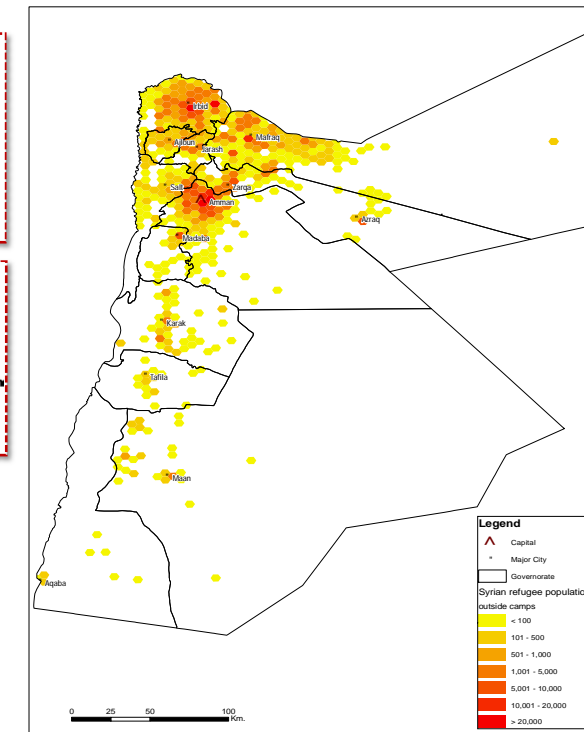 Irbid
Mafraq
Ajloun
Jarash
Salt
Zarqa
Amman
Azraq
Madaba
Karak
Tafila
Maan
Aqaba
Legend
Capital
Major City
Governorate
Syrian refugee populatio
outside camps
< 100
101 - 500
501 - 1,000
1,001 - 5,000
5,001 - 10,000
10,001 - 20,000
> 20,000
0 25 50 100
Km.